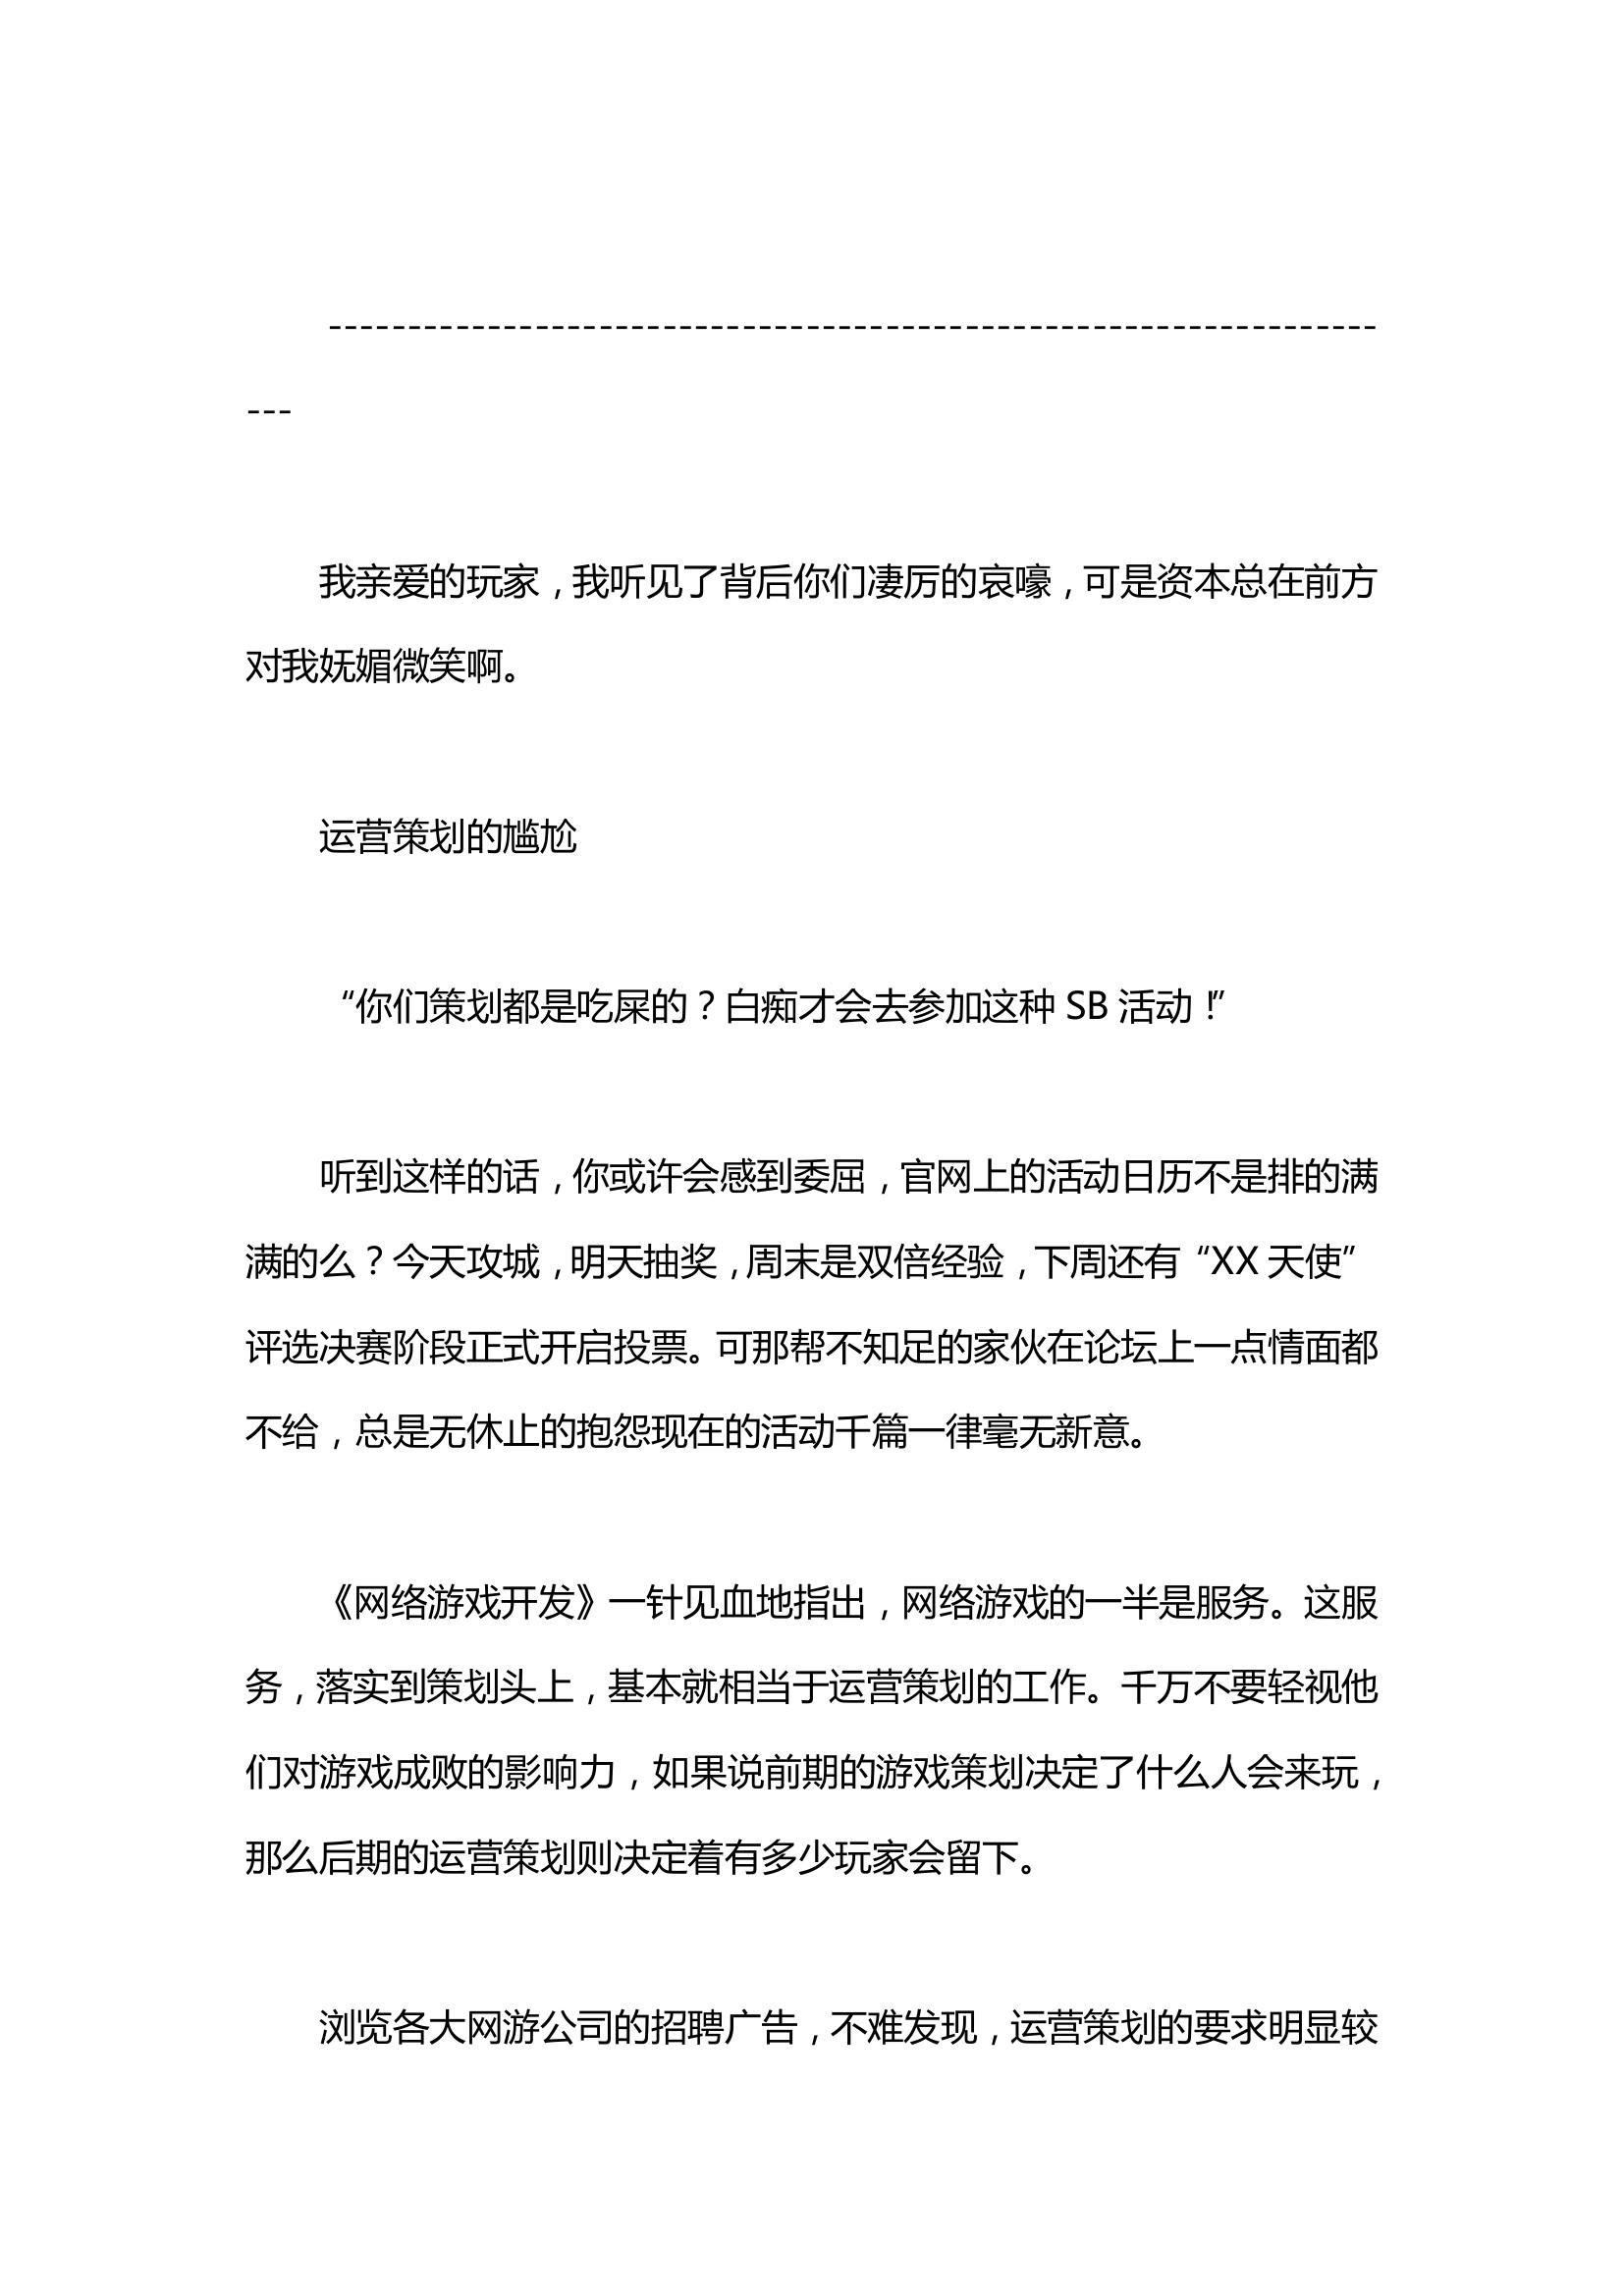 --------------------------------------------------------------------
---
我亲爱的玩家，我听见了背后你们凄厉的哀嚎，可是资本总在前方
对我妩媚微笑啊。
运营策划的尴尬
“你们策划都是吃屎的？白痴才会去参加这种 SB 活动！”
听到这样的话，你或许会感到委屈，官网上的活动日历不是排的满
满的么？今天攻城，明天抽奖，周末是双倍经验，下周还有“XX 天使”
评选决赛阶段正式开启投票。可那帮不知足的家伙在论坛上一点情面都
不给，总是无休止的抱怨现在的活动千篇一律毫无新意。
《网络游戏开发》一针见血地指出，网络游戏的一半是服务。这服
务，落实到策划头上，基本就相当于运营策划的工作。千万不要轻视他
们对游戏成败的影响力，如果说前期的游戏策划决定了什么人会来玩，
那么后期的运营策划则决定着有多少玩家会留下。
浏览各大网游公司的招聘广告，不难发现，运营策划的要求明显较